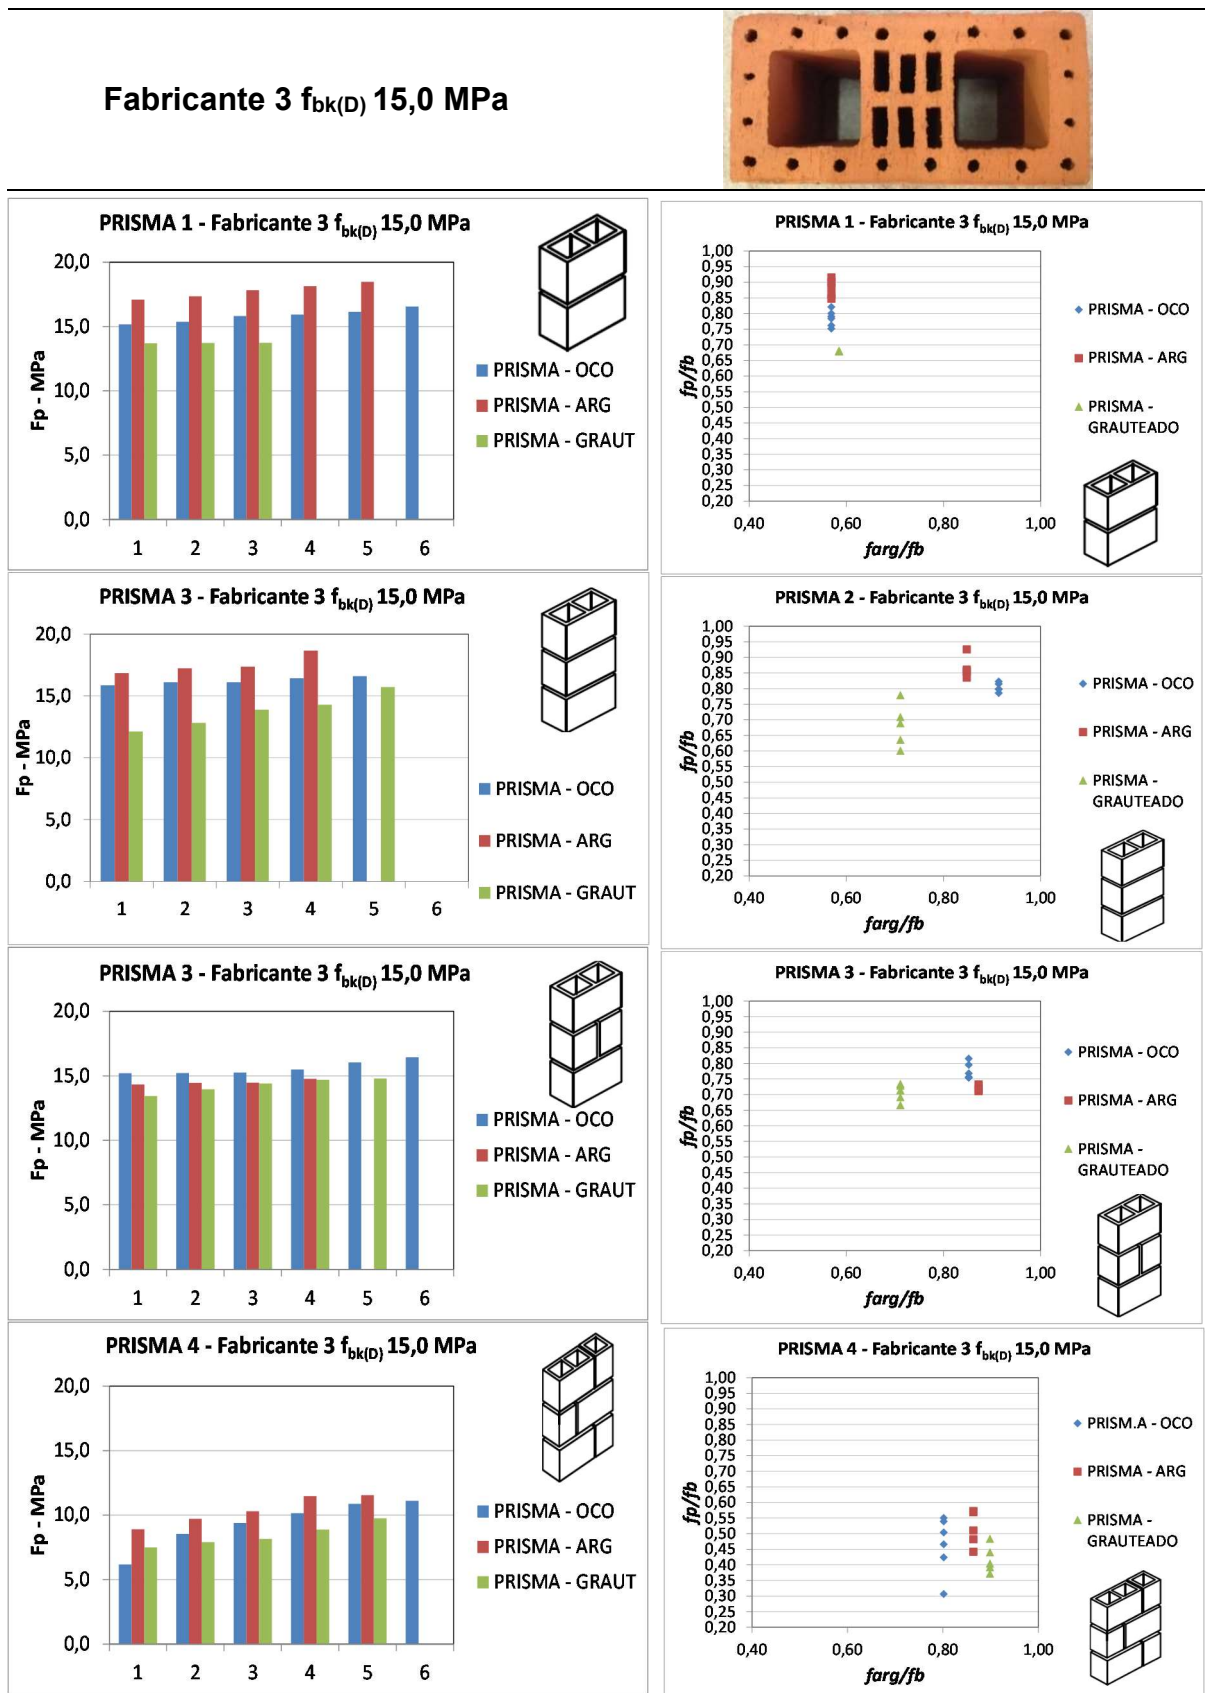 Fabricante 3 fbk(D) 15,0 MPa
PRISMA 1 - Fabricante 3 fbk(D) 15,0 MPa
Fp - MPa
20,0
15,0
10,0
5,0
0,0
1 2 3 4 5 6
PRISMA - OCO
PRISMA - ARG
PRISMA - GRAUT
PRISMA 1 - Fabricante 3 fbk(D) 15,0 MPa
fp/fb
1,00
0,95
0,90
0,85
0,80
0,75
0,70
0,65
0,60
0,55
0,50
0,45
0,40
0,35
0,30
0,25
0,20
0,40 0,60 0,80 1,00
farg/fb
PRISMA - OCO
PRISMA - ARG
PRISMA -
GRAUTEADO
PRISMA 3 - Fabricante 3 fbk(D) 15,0 MPa
Fp - MPa
20,0
15,0
10,0
5,0
0,0
1 2 3 4 5 6
PRISMA - OCO
PRISMA - ARG
PRISMA - GRAUT
PRISMA 2 - Fabricante 3 fbk(D) 15,0 MPa
fp/fb
1,00
0,95
0,90
0,85
0,80
0,75
0,70
0,65
0,60
0,55
0,50
0,45
0,40
0,35
0,30
0,25
0,20
0,40 0,60 0,80 1,00
farg/fb
PRISMA - OCO
PRISMA - ARG
PRISMA -
GRAUTEADO
PRISMA 3 - Fabricante 3 fbk(D) 15,0 MPa
Fp - MPa
20,0
15,0
10,0
5,0
0,0
1 2 3 4 5 6
PRISMA - OCO
PRISMA - ARG
PRISMA - GRAUT
PRISMA 3 - Fabricante 3 fbk(D) 15,0 MPa
fp/fb
1,00
0,95
0,90
0,85
0,80
0,75
0,70
0,65
0,60
0,55
0,50
0,45
0,40
0,35
0,30
0,25
0,20
0,40 0,60 0,80 1,00
farg/fb
PRISMA - OCO
PRISMA - ARG
PRISMA -
GRAUTEADO
PRISMA 4 - Fabricante 3 fbk(D) 15,0 MPa
Fp - MPa
20,0
15,0
10,0
5,0
0,0
1 2 3 4 5 6
PRISMA - OCO
PRISMA - ARG
PRISMA - GRAUT
PRISMA 4 - Fabricante 3 fbk(D) 15,0 MPa
fp/fb
1,00
0,95
0,90
0,85
0,80
0,75
0,70
0,65
0,60
0,55
0,50
0,45
0,40
0,35
0,30
0,25
0,20
0,40 0,60 0,80 1,00
farg/fb
PRISM.A - OCO
PRISMA - ARG
PRISMA -
GRAUTEADO